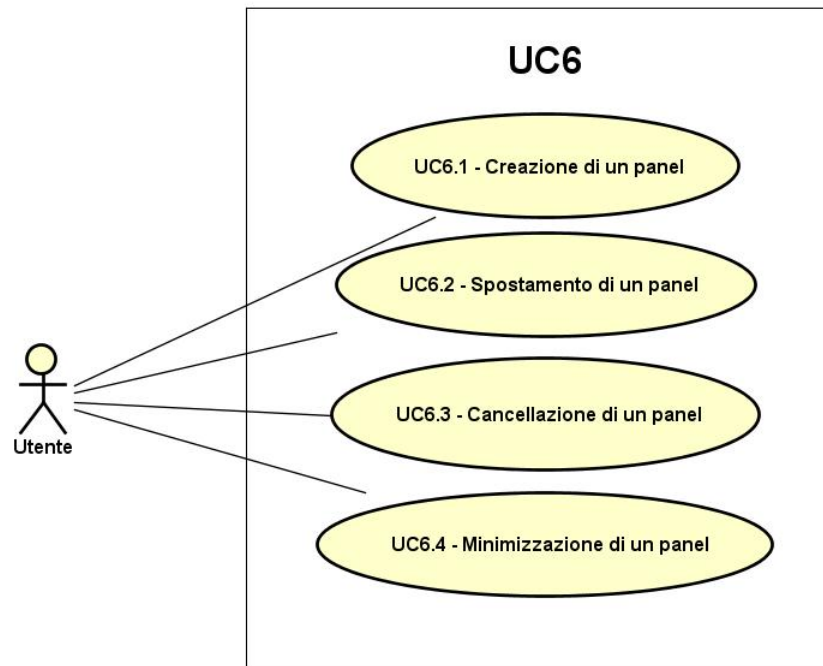 UC6
UC6.1 - Creazione di un panel
UC6.2 - Spostamento di un panel
UC6.3 - Cancellazione di un panel
Utente
UC6.4 - Minimizzazione di un panel